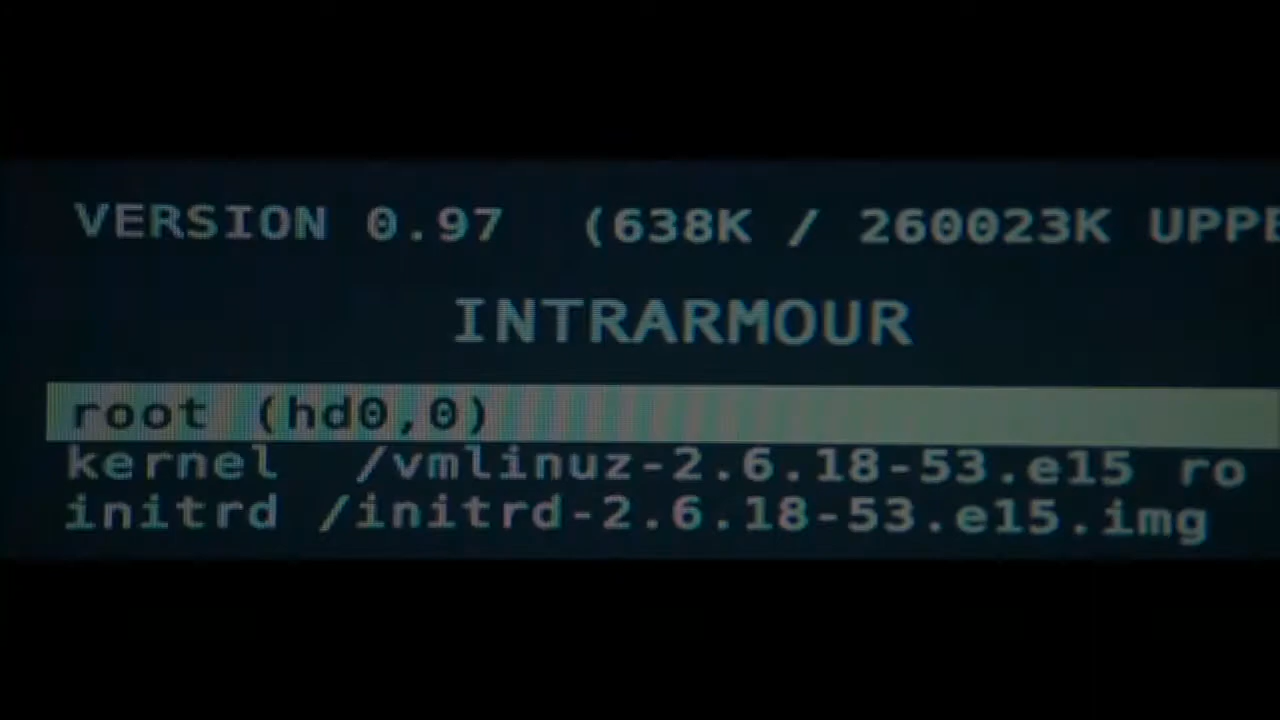 VERSION 0.97 (638K / 260023K UPPE
INTRARMOUR
root (hd0,0)
kernel /vmlinuz-2.6.18-53.e15 ro
initrd /initrd-2.6.18-53.e15.img